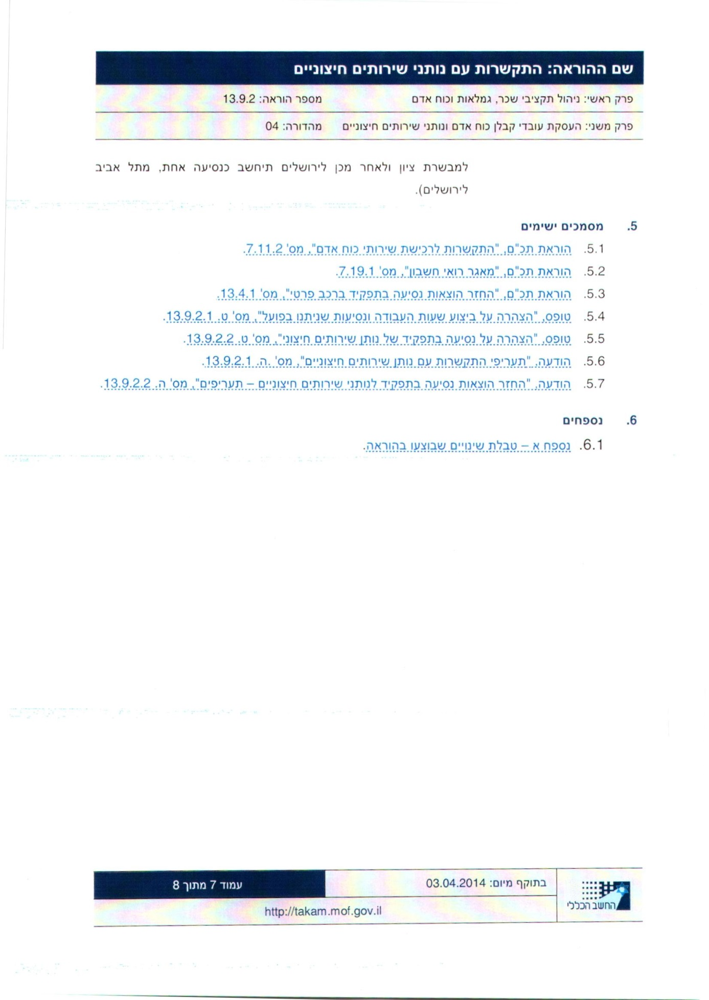 שם ההוראה: התקשרות עם נותני שירותים חיצוניים
פרק ראשי: ניהול תקציבי שכר, גמלאות וכוח אדם מספר הוראה: 13.9.2
פרק משני: העסקת עובדי קבלן כוח אדם ונותני שירותים חיצוניים מהדורה: 04
למבשרת ציון ולאחר מכן לירושלים תיחשב כנסיעה אחת, מתל אביב
לירושלים).
5. מסמכים ישימים
5.1. הוראת תכ"ם, "התקשרות לרכישת שירותי כוח אדם", מס' 7.11.2.
5.2. הוראת תכ"ם, "מאגר רואי חשבון", מס' 7.19.1.
5.3. הוראת תכ"ם, "החזר הוצאות נסיעה בתפקיד ברכב פרטי", מס' 13.4.1.
5.4. טופס, "הצהרה על ביצוע שעות העבודה ונסיעות שניתנו בפועל", מס' ט. 13.9.2.1.
5.5. טופס, "הצהרה על נסיעה בתפקיד של נותן שירותים חיצוני", מס' ט. 13.9.2.2.
5.6. הודעה, "תעריפי התקשרות עם נותן שירותים חיצוניים", מס' .ה. 13.9.2.1.
5.7. הודעה, "החזר הוצאות נסיעה בתפקיד לנותני שירותים חיצוניים – תעריפים", מס' ה. 13.9.2.2.
6. נספחים
6.1. נספח א – טבלת שינויים שבוצעו בהוראה.
החשב הכללי
בתוקף מיום: 03.04.2014 עמוד 7 מתוך 8
http://takam.mof.gov.il